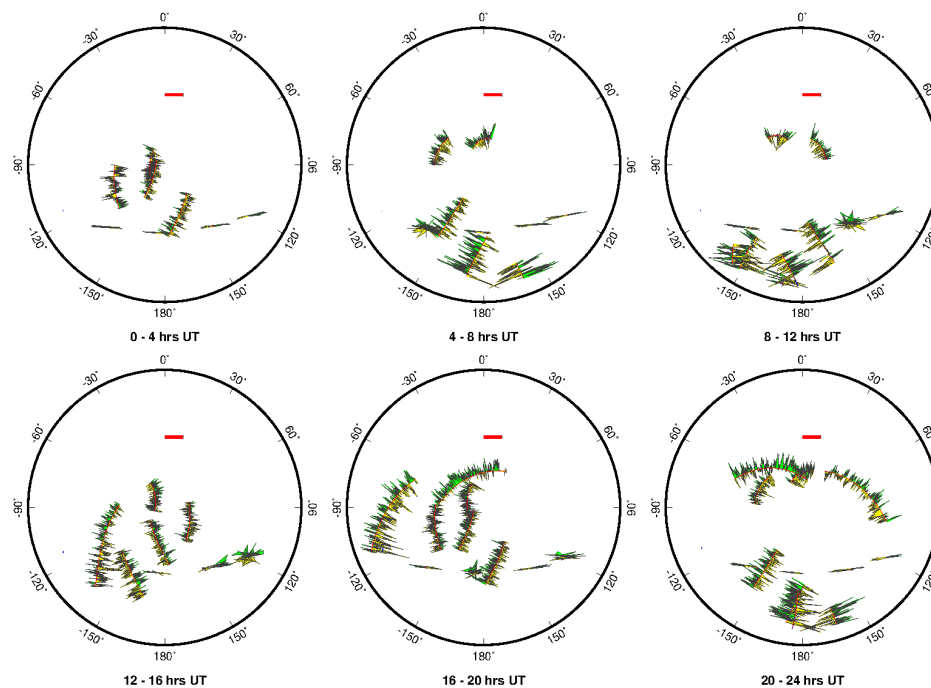 0˚ 0˚ 0˚
-30˚ 30˚ -30˚ 30˚ -30˚ 30˚
-60˚ 60˚ -60˚ 60˚ -60˚ 60˚
-90˚ 90˚ -90˚ 90˚ -90˚
-120˚ 120˚ -120˚ 120˚ -120˚ 120˚
-150˚ 150˚ -150˚ 150˚ -150˚ 150˚
180˚ 180˚ 180˚
0 - 4 hrs UT 4 - 8 hrs UT 8 - 12 hrs UT
0˚ 0˚ 0˚
-30˚ 30˚ -30˚ 30˚ -30˚ 30˚
-60˚ 60˚ -60˚ 60˚ -60˚ 60˚
-90˚ 90˚ -90˚ 90˚ -90˚
-120˚ 120˚ -120˚ 120˚ -120˚ 120˚
-150˚ 150˚ -150˚ 150˚ -150˚ 150˚
180˚ 180˚ 180˚
12 - 16 hrs UT 16 - 20 hrs UT 20 - 24 hrs UT